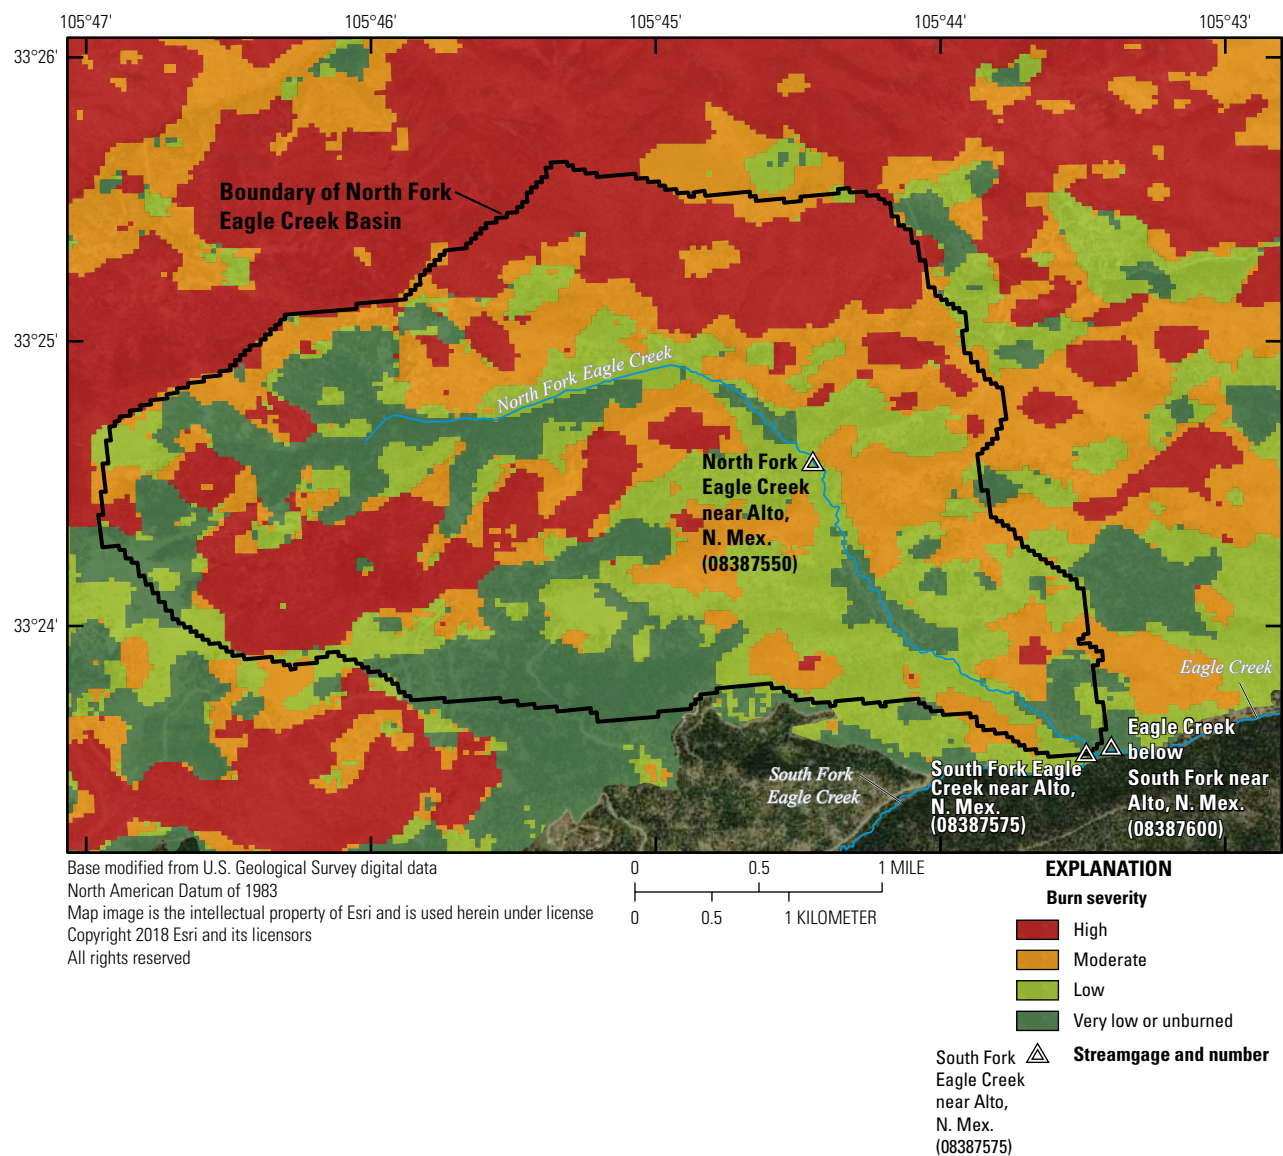 105°47'
105°46'
105°45'
105°44'
105°43'
33°26'
33°25'
33°24'
Boundary of North Fork
Eagle Creek Basin
North Fork Eagle Creek
North Fork
Eagle Creek
near Alto,
N. Mex.
(08387550)
Eagle Creek
Eagle Creek
below
South Fork near
Alto, N. Mex.
(08387600)
South Fork
Eagle Creek
South Fork Eagle
Creek near Alto,
N. Mex.
(08387575)
Base modified from U.S. Geological Survey digital data
North American Datum of 1983
Map image is the intellectual property of Esri and is used herein under license
Copyright 2018 Esri and its licensors
All rights reserved
0 0.5 1 MILE
0 0.5 1 KILOMETER
EXPLANATION
Burn severity
High
Moderate
Low
Very low or unburned
Streamgage and number
South Fork
Eagle Creek
near Alto,
N. Mex.
(08387575)